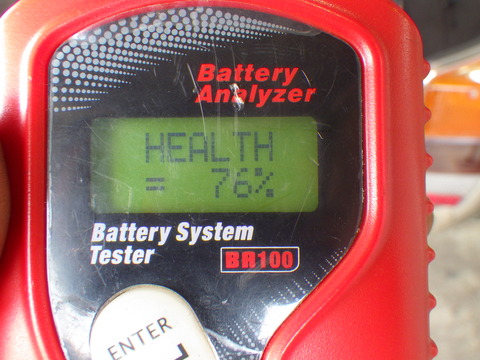 Battery
Analyzer
HEALTH
= 76%
Battery System
Tester
BR100
ENTER